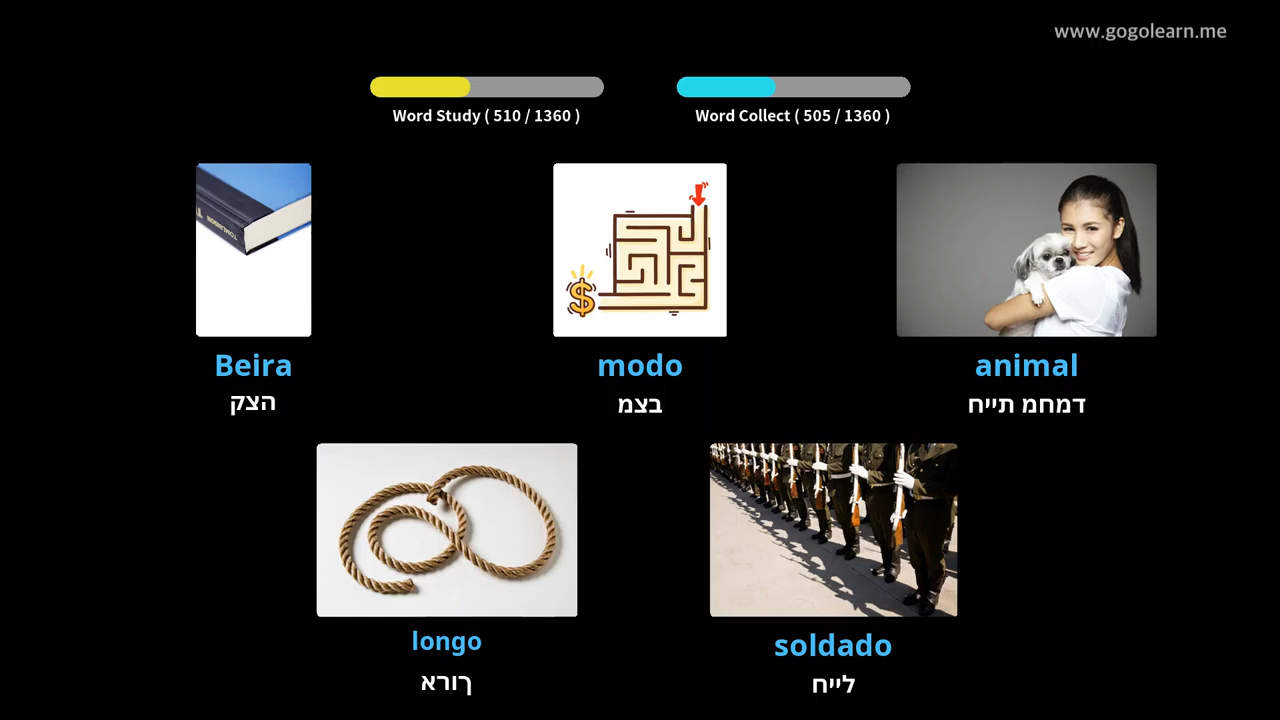 www.gogolearn.me
Word Study ( 510 / 1360 )
Word Collect ( 505 / 1360 )
TOMLINSON
Beira
הצק
modo
בצמ
animal
דמחמ תייח
longo
ךורא
soldado
לייח